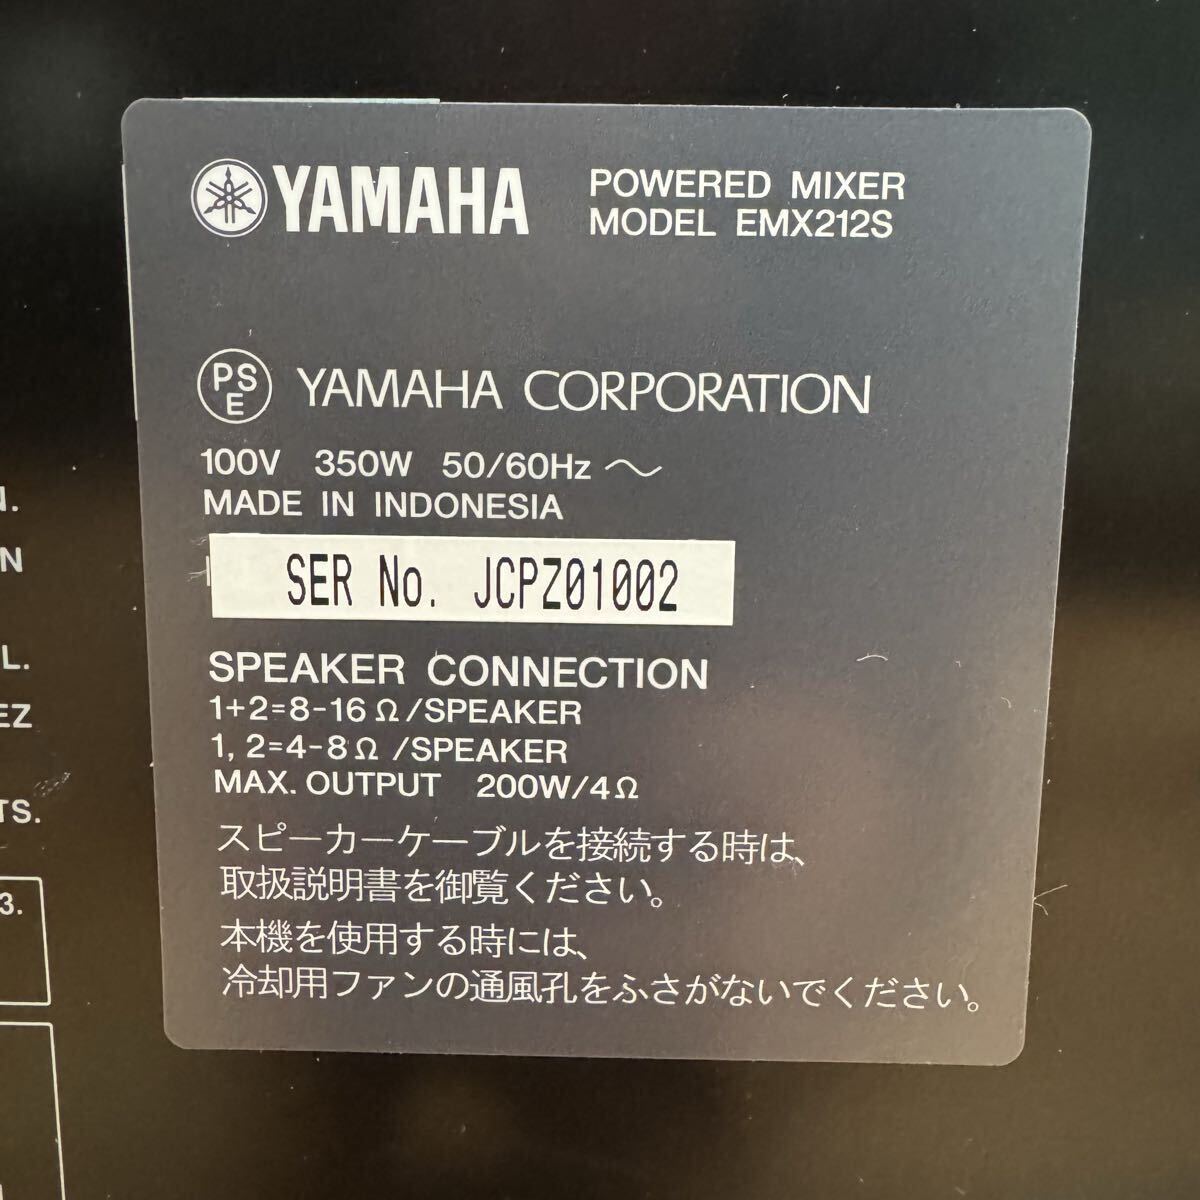 YAMAHA
POWERED MIXER
MODEL EMX212S
PSE YAMAHA CORPORATION
100V 350W 50/60Hz ～
MADE IN INDONESIA
SER No. JCPZ01002
SPEAKER CONNECTION
1+2=8-16Ω/SPEAKER
1, 2=4-8Ω/SPEAKER
MAX. OUTPUT 200W/4Ω
スピーカーケーブルを接続する時は、
取扱説明書を御覧ください。
本機を使用する時には、
冷却用ファンの通風孔をふさがないでください。
N.
N
L.
EZ
TS.
3.